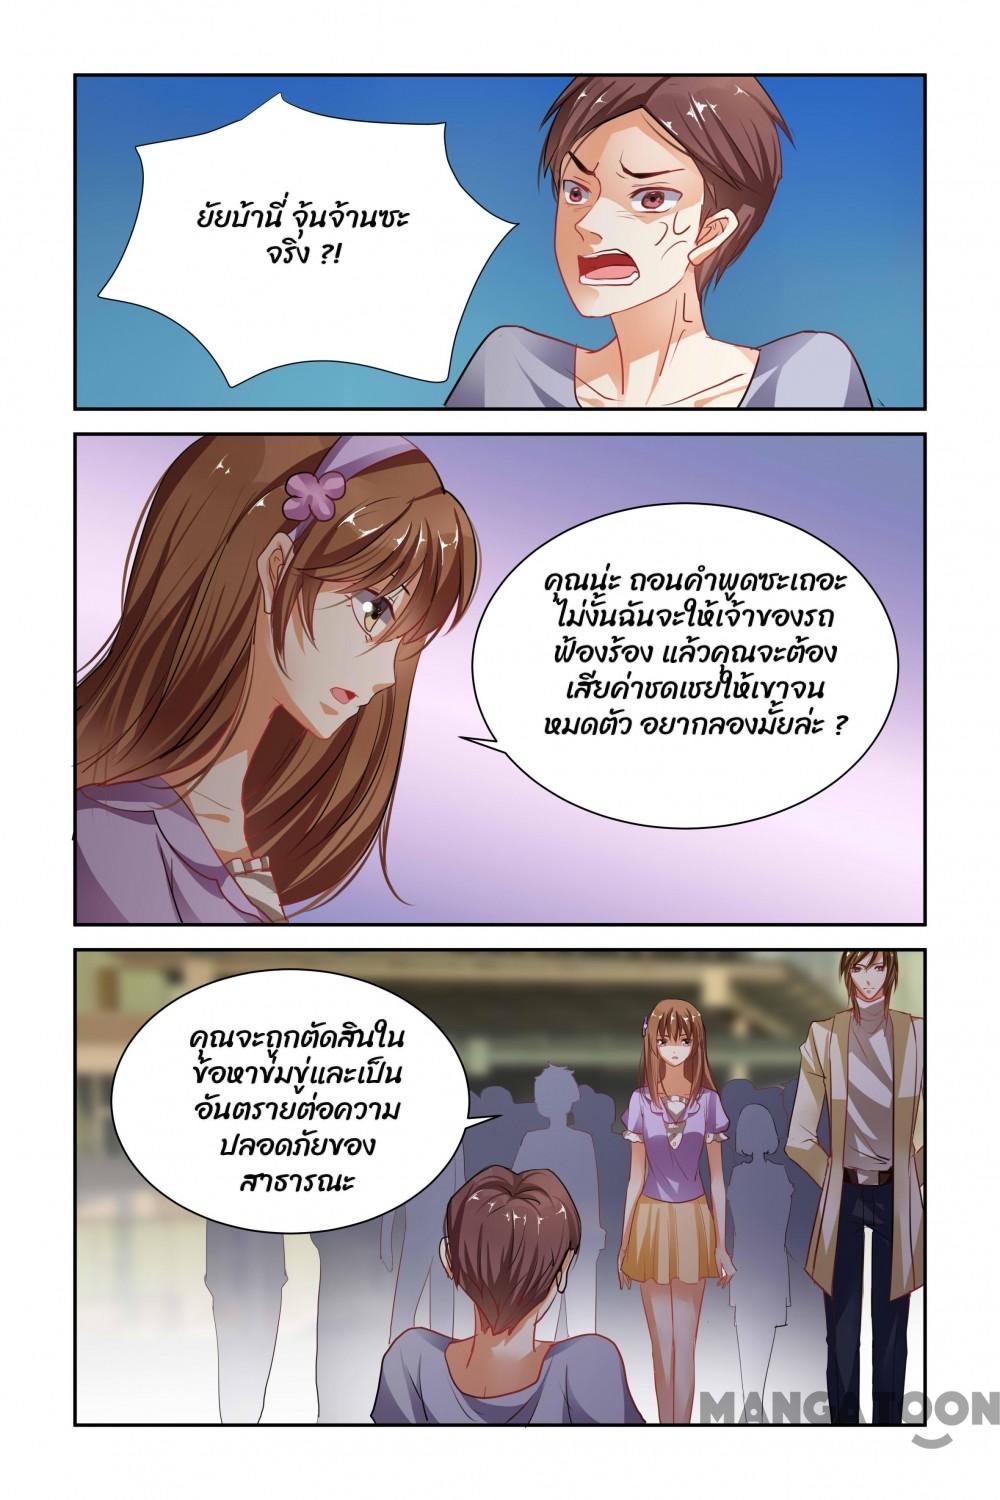 ยัยบ้านี่ จุ้นจ้านซะ
จริง ?!
คุณน่ะ ถอนคำพูดซะเถอะ
ไม่งั้นฉันจะให้เจ้าของรถ
ฟ้องร้อง แล้วคุณจะต้อง
เสียค่าชดเชยให้เขาจน
หมดตัว อยากลองมั้ยล่ะ ?
คุณจะถูกตัดสินใน
ข้อหาข่มขู่และเป็น
อันตรายต่อความ
ปลอดภัยของ
สาธารณะ
MANGATOON